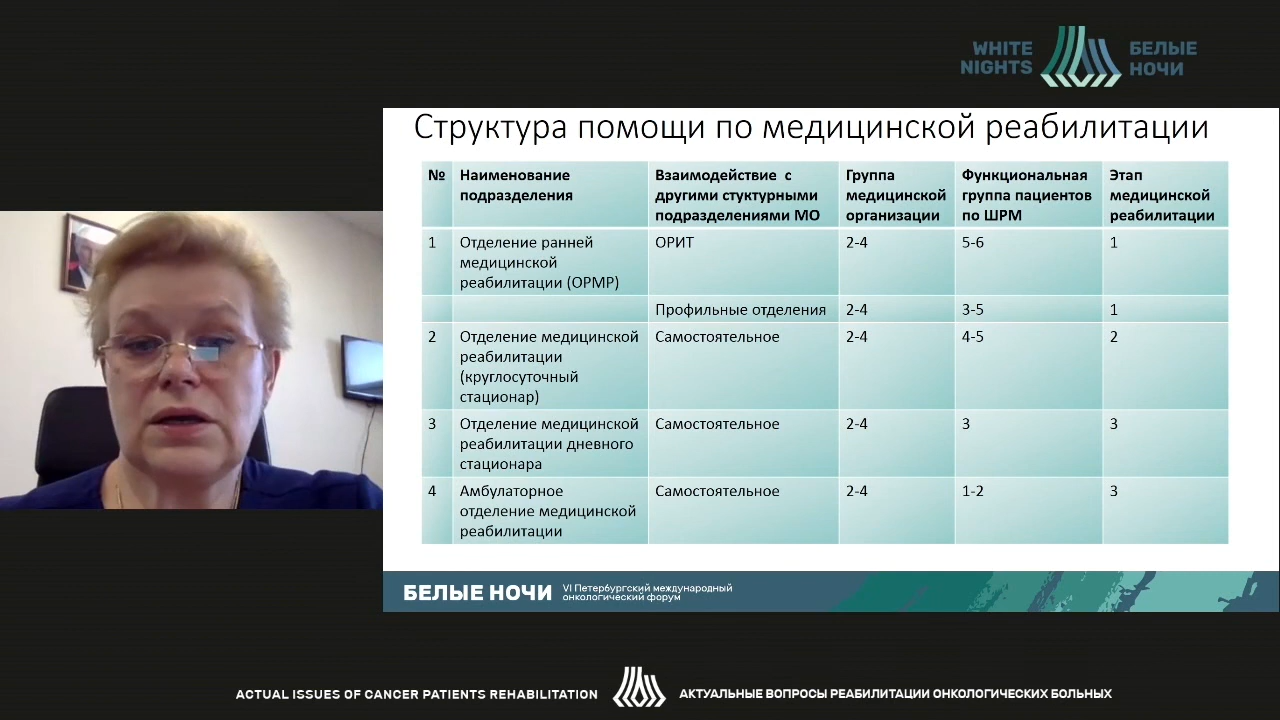 WHITE
NIGHTS
БЕЛЫЕ
НОЧИ
Структура помощи по медицинской реабилитации
№
Наименование
подразделения
Взаимодействие с
другими стуктурными
подразделениями МО
Группа
медицинской
организации
Функциональная
группа пациентов
по ШРМ
Этап
медицинской
реабилитации
1
Отделение ранней
медицинской
реабилитации (ОРМР)
ОРИТ
2-4
5-6
1
Профильные отделения
2-4
3-5
1
2
Отделение медицинской
реабилитации
(круглосуточный
стационар)
Самостоятельное
2-4
4-5
2
3
Отделение медицинской
реабилитации дневного
стационара
Самостоятельное
2-4
3
3
4
Амбулаторное
отделение медицинской
реабилитации
Самостоятельное
2-4
1-2
3
БЕЛЫЕ НОЧИ
VI Петербургский международный
онкологический форум
ACTUAL ISSUES OF CANCER PATIENTS REHABILITATION
АКТУАЛЬНЫЕ ВОПРОСЫ РЕАБИЛИТАЦИИ ОНКОЛОГИЧЕСКИХ БОЛЬНЫХ